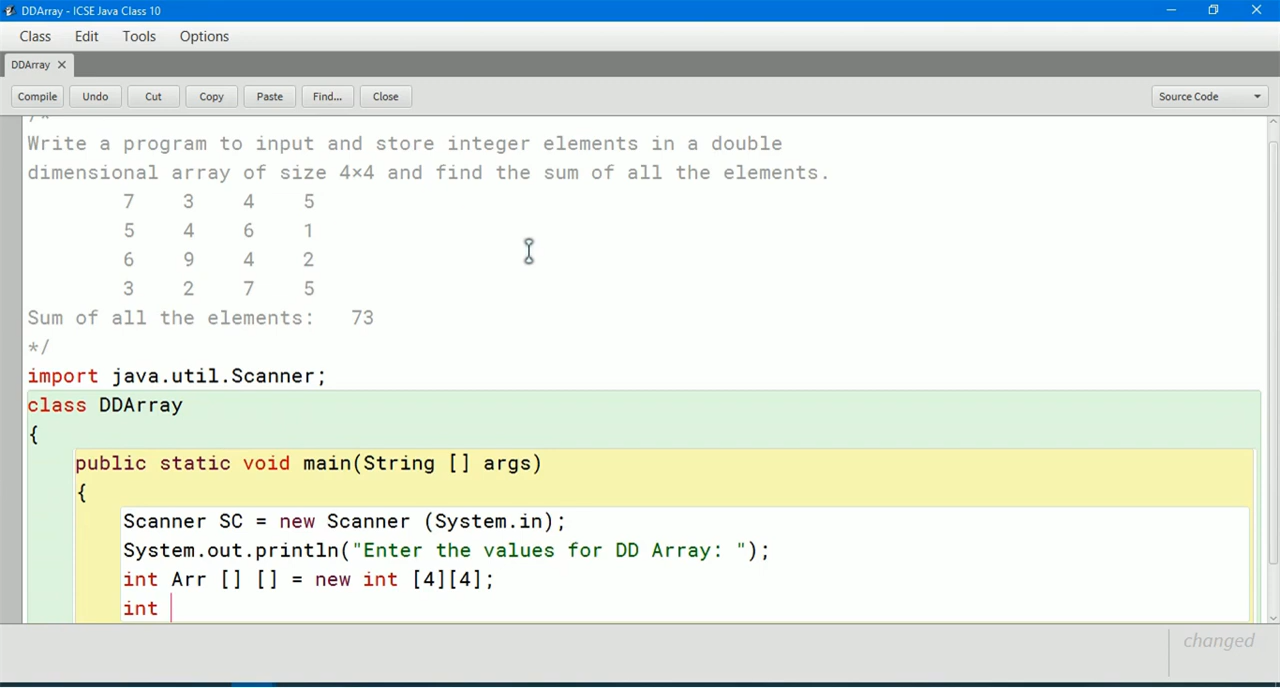 DDArray - ICSE Java Class 10
Class Edit Tools Options
DDArray
Compile Undo Cut Copy Paste Find... Close Source Code
/*
Write a program to input and store integer elements in a double
dimensional array of size 4×4 and find the sum of all the elements.
7 3 4 5
5 4 6 1
6 9 4 2
3 2 7 5
Sum of all the elements: 73
*/
import java.util.Scanner;
class DDArray
{
public static void main(String [] args)
{
Scanner SC = new Scanner (System.in);
System.out.println("Enter the values for DD Array: ");
int Arr [] [] = new int [4][4];
int
changed